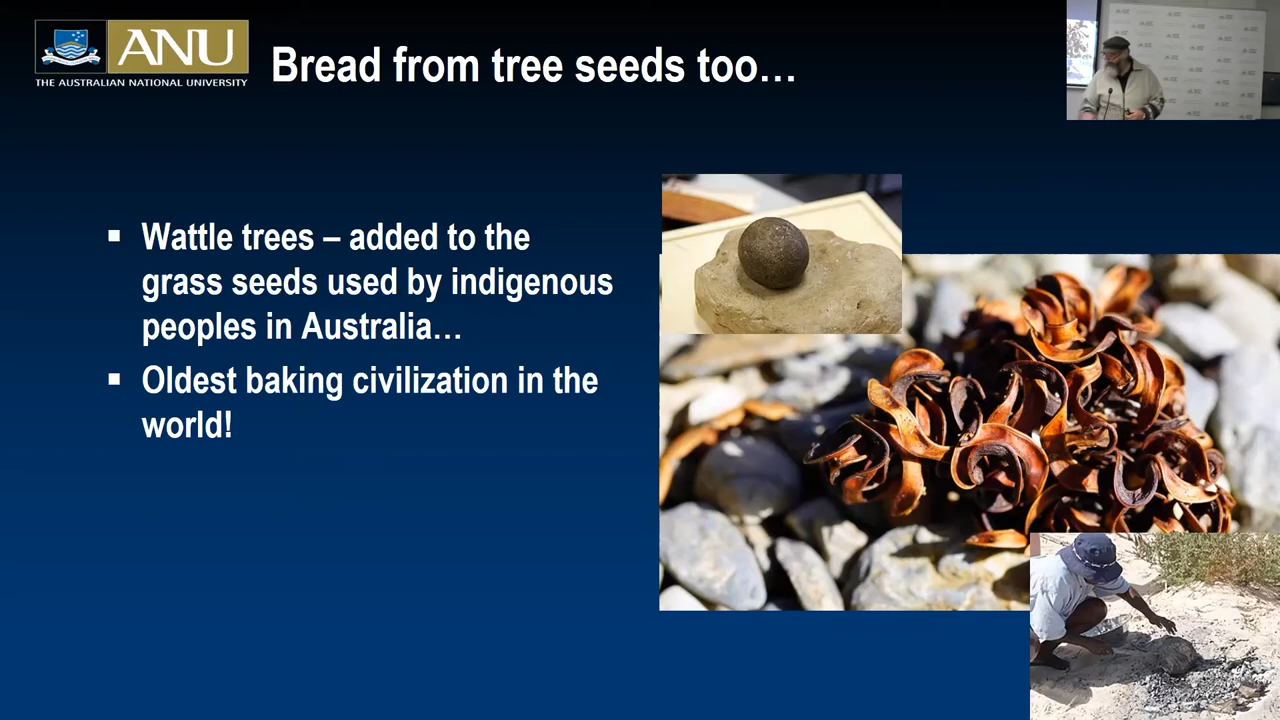 ANU
THE AUSTRALIAN NATIONAL UNIVERSITY
Bread from tree seeds too…
▪ Wattle trees – added to the
grass seeds used by indigenous
peoples in Australia…
▪ Oldest baking civilization in the
world!